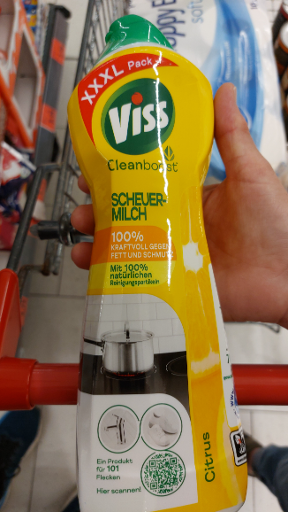 XXXL Pack
Viss
Cleanboost
SCHEUER-
MILCH
100%
KRAFTVOLL GEGEN
FETT UND SCHMUTZ
Mit 100%
natürlichen
Reinigungspartikeln
Ein Produkt
für 101
Flecken
Hier scannen!
Citrus